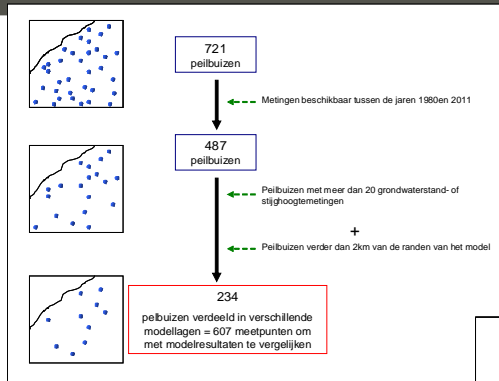 721
peilbuizen
Metingen beschikbaar tussen de jaren 1980en 2011
487
peilbuizen
Peilbuizen met meer dan 20 grondwaterstand- of
stijghoogtemetingen
+
Peilbuizen verder dan 2km van de randen van het model
234
pelbuizen verdeeld in verschillende
modellagen = 607 meetpunten om
met modelresultaten te vergelijken